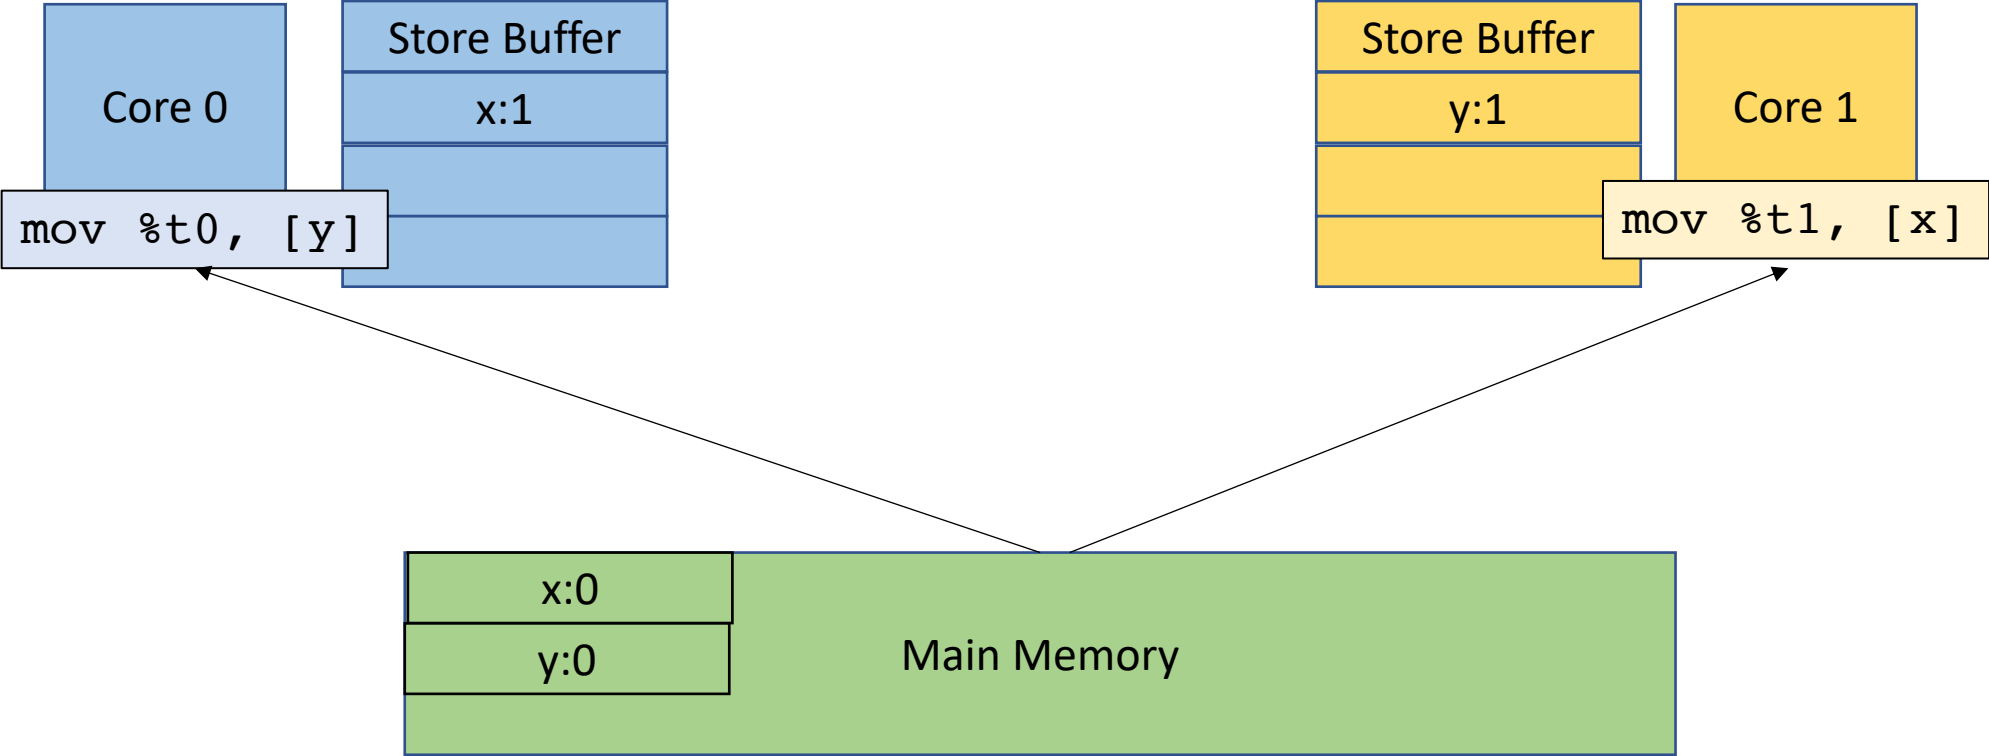 Core 0
Store Buffer
x:1
mov %t0, [y]
Store Buffer
y:1
Core 1
mov %t1, [x]
x:0
y:0
Main Memory